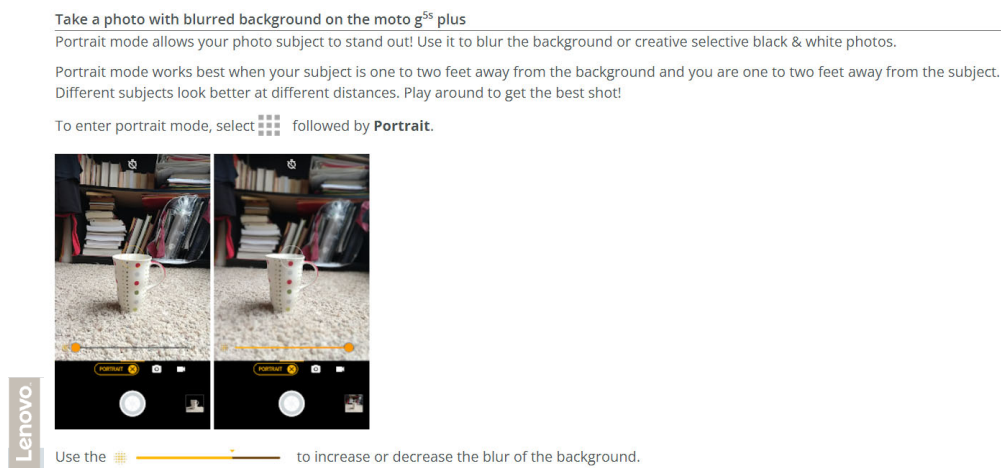 Take a photo with blurred background on the moto g5s plus
Portrait mode allows your photo subject to stand out! Use it to blur the background or creative selective black & white photos.
Portrait mode works best when your subject is one to two feet away from the background and you are one to two feet away from the subject.
Different subjects look better at different distances. Play around to get the best shot!
To enter portrait mode, select followed by Portrait.
PORTRAIT PORTRAIT
Lenovo
Use the to increase or decrease the blur of the background.